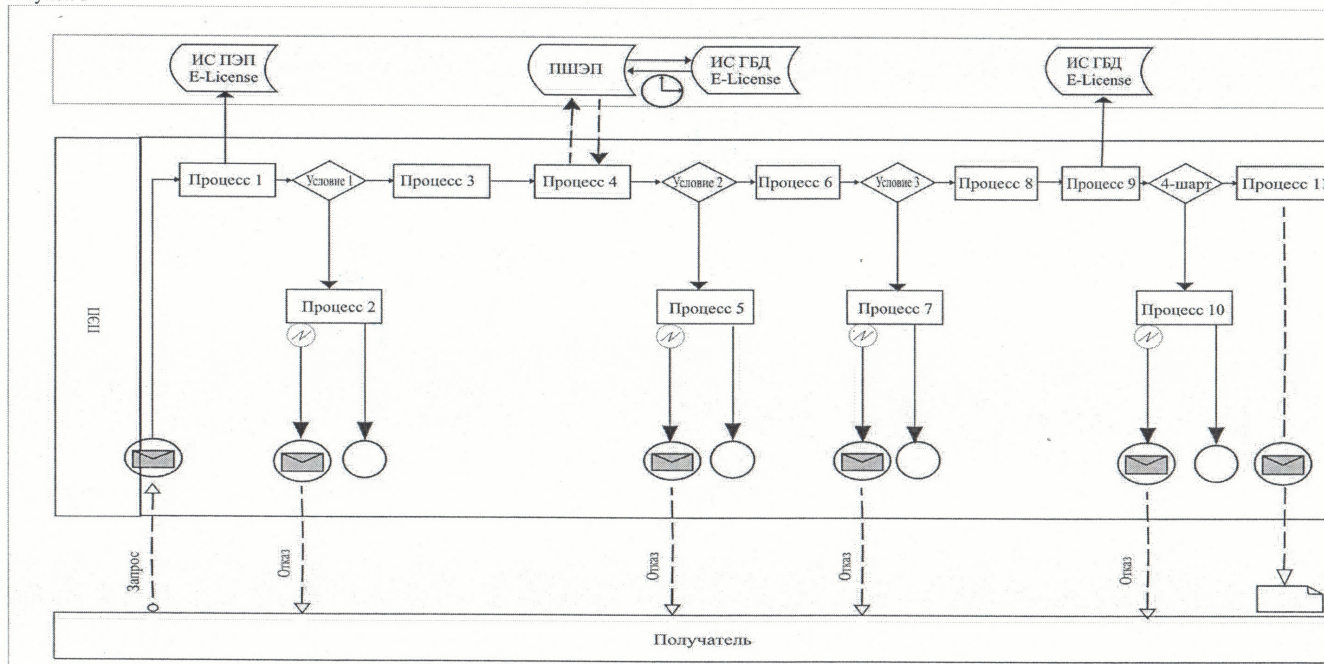 ИС ПЭП
E-License
ПШЭП
ИС ГБД
E-License
ИС ГБД
E-License
ПЭП
Процесс 1
Условие 1
Процесс 3
Процесс 4
Условие 2
Процесс 6
Условие 3
Процесс 8
Процесс 9
4-шарт
Процесс 11
Процесс 2
Процесс 5
Процесс 7
Процесс 10
Запрос
Отказ
Отказ
Отказ
Отказ
Получатель